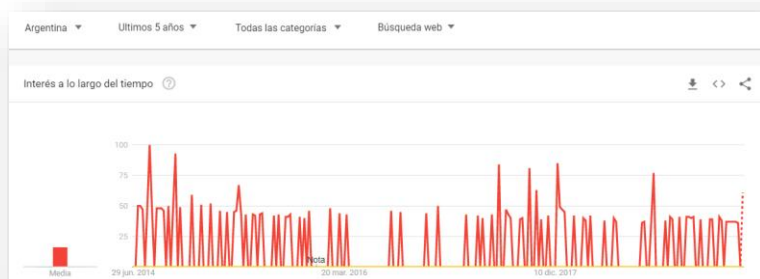 Argentina Ultimos 5 años Todas las categorías Búsqueda web
Interés a lo largo del tiempo
100
75
50
25
Nota
Media 29 jun. 2014 20 mar. 2016 10 dic. 2017